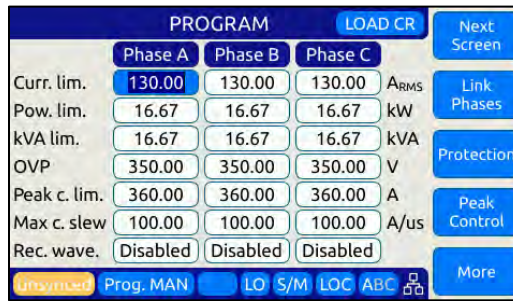 PROGRAM LOAD CR
Phase A Phase B Phase C
Curr. lim. 130.00 130.00 130.00 ARMS
Pow. lim. 16.67 16.67 16.67 kW
kVA lim. 16.67 16.67 16.67 kVA
OVP 350.00 350.00 350.00 V
Peak c. lim. 360.00 360.00 360.00 A
Max c. slew 100.00 100.00 100.00 A/us
Rec. wave. Disabled Disabled Disabled
unsynced Prog. MAN LO S/M LOC ABC
Next
Screen
Link
Phases
Protection
Peak
Control
More